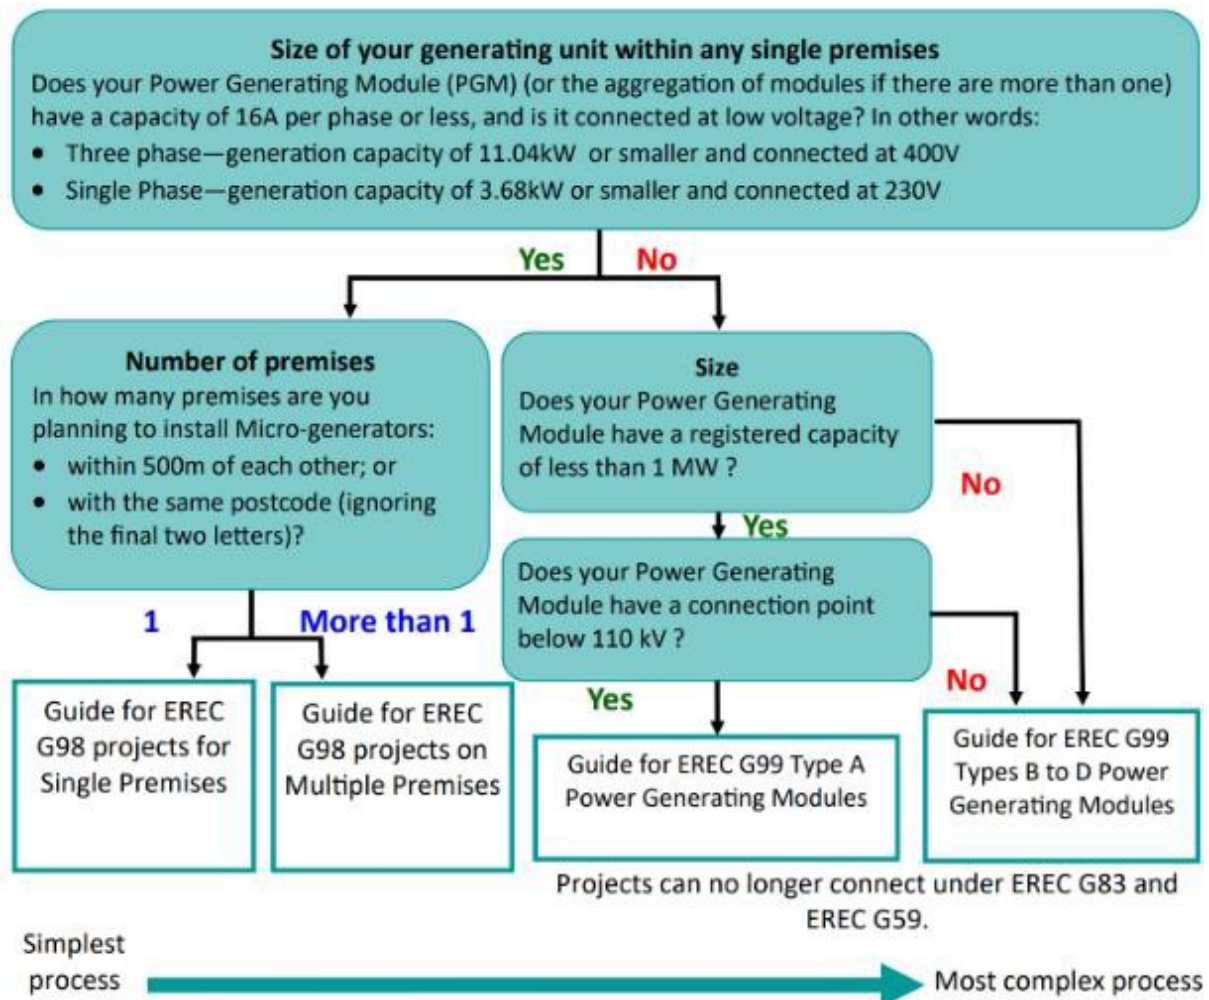 Size of your generating unit within any single premises
Does your Power Generating Module (PGM) (or the aggregation of modules if there are more than one)
have a capacity of 16A per phase or less, and is it connected at low voltage? In other words:
• Three phase—generation capacity of 11.04kW or smaller and connected at 400V
• Single Phase—generation capacity of 3.68kW or smaller and connected at 230V
Yes
No
Number of premises
In how many premises are you
planning to install Micro-generators:
• within 500m of each other; or
• with the same postcode (ignoring
the final two letters)?
Size
Does your Power Generating
Module have a registered capacity
of less than 1 MW ?
No
Yes
Does your Power Generating
Module have a connection point
below 110 kV ?
1
More than 1
Yes
No
Guide for EREC
G98 projects for
Single Premises
Guide for EREC
G98 projects on
Multiple Premises
Guide for EREC G99 Type A
Power Generating Modules
Guide for EREC G99
Types B to D Power
Generating Modules
Projects can no longer connect under EREC G83 and
EREC G59.
Simplest
process
Most complex process